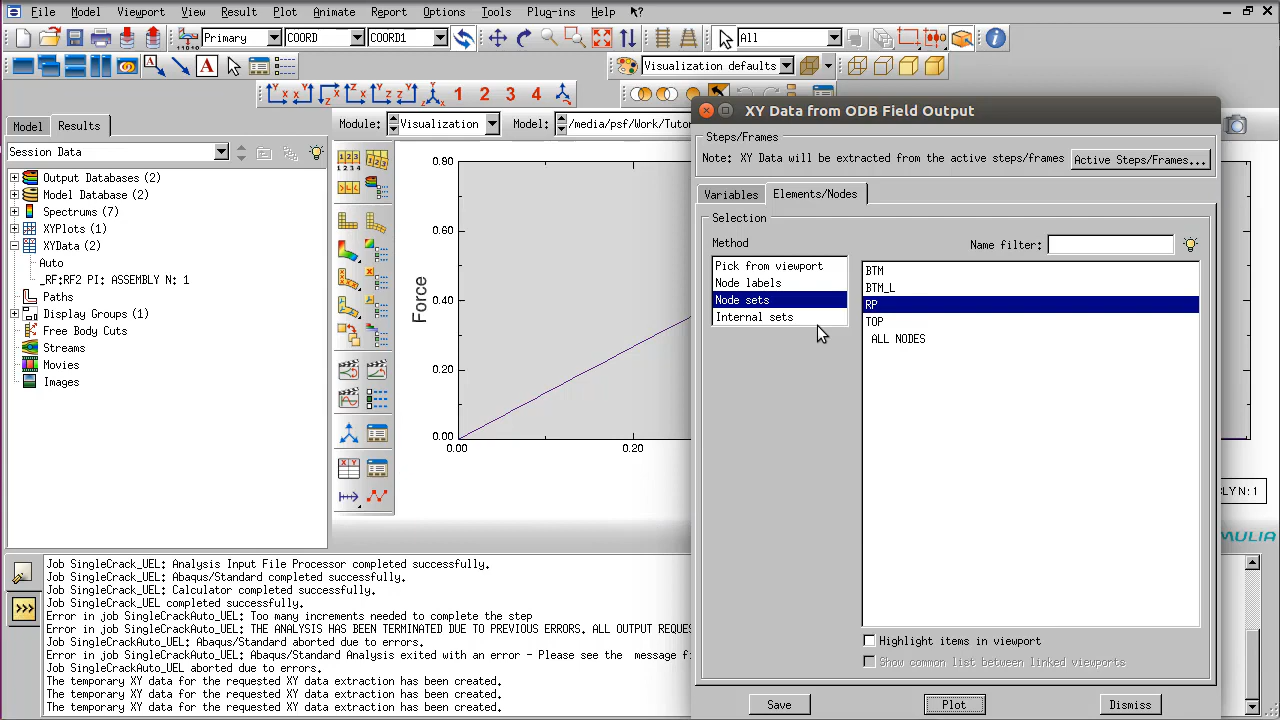 File Model Viewport View Result Plot Animate Report Options Tools Plug-ins Help
Primary COORD COORD1 All
Visualization defaults
1 2 3 4
XY Data from ODB Field Output
Model Results
Module: Visualization Model: /media/psf/Work/Tutor
Session Data
Output Databases (2)
Model Database (2)
Spectrums (7)
XYPlots (1)
XYData (2)
Auto
_RF:RF2 PI: ASSEMBLY N: 1
Paths
Display Groups (13)
Free Body Cuts
Streams
Movies
Images
Force
0.80
0.60
0.40
0.20
0.00
0.00 0.20
Steps/Frames
Note: XY Data will be extracted from the active steps/frames
Active Steps/Frames...
Variables Elements/Nodes
Selection
Method
Name filter:
Pick from viewport
Node labels
Node sets
Internal sets
BTM
BTM_L
RP
TOP
ALL NODES
Highlight items in viewport
Show common list between linked viewports
Save Plot Dismiss
BLY N: 1
MULIA
Job SingleCrack_UEL: Analysis Input File Processor completed successfully.
Job SingleCrack_UEL: Abaqus/Standard completed successfully.
Job SingleCrack_UEL: Calculator completed successfully.
Job SingleCrack_UEL completed successfully.
Error in job SingleCrackAuto_UEL: Too many increments needed to complete the step
Error in job SingleCrackAuto_UEL: THE ANALYSIS HAS BEEN TERMINATED DUE TO PREVIOUS ERRORS. ALL OUTPUT REQUES
Job SingleCrackAuto_UEL: Abaqus/Standard aborted due to errors.
Error in job SingleCrackAuto_UEL: Abaqus/Standard Analysis exited with an error - Please see the message fi
Job SingleCrackAuto_UEL aborted due to errors.
The temporary XY data for the requested XY data extraction has been created.
The temporary XY data for the requested XY data extraction has been created.
The temporary XY data for the requested XY data extraction has been created.